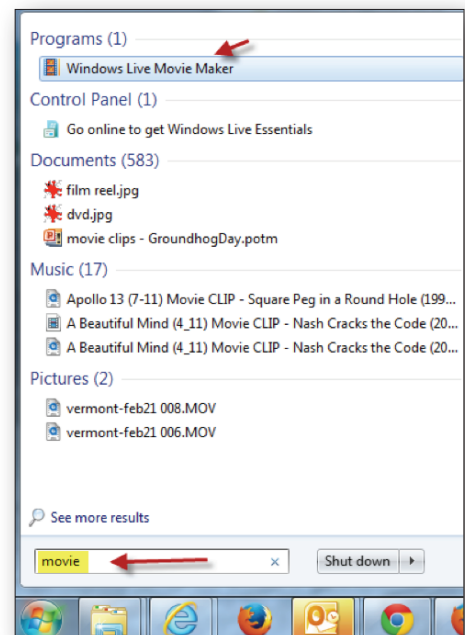 Programs (1)
Windows Live Movie Maker
Control Panel (1)
Go online to get Windows Live Essentials
Documents (583)
film reel.jpg
dvd.jpg
movie clips - GroundhogDay.potm
Music (17)
Apollo 13 (7-11) Movie CLIP - Square Peg in a Round Hole (199...
A Beautiful Mind (4_11) Movie CLIP - Nash Cracks the Code (20...
A Beautiful Mind (4_11) Movie CLIP - Nash Cracks the Code (20...
Pictures (2)
vermont-feb21 008.MOV
vermont-feb21 006.MOV
See more results
movie × Shut down